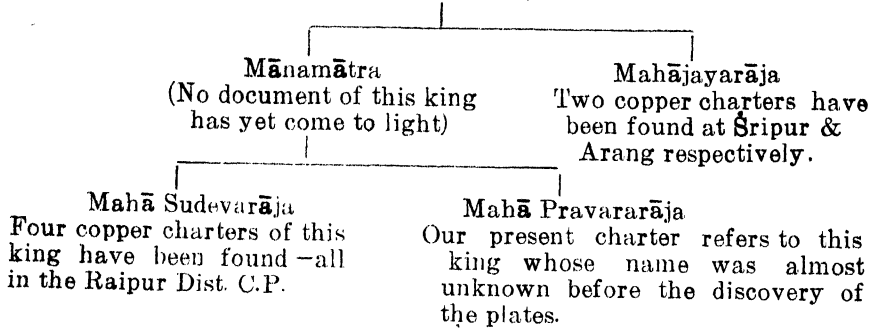 Mānamātra
(No document of this king
has yet come to light)
Mahājayarāja
Two copper charters have
been found at Śripur &
Arang respectively.
Mahā Sudevarāja
Four copper charters of this
king have been found —all
in the Raipur Dist. C.P.
Mahā Pravararāja
Our present charter refers to this
king whose name was almost
unknown before the discovery of
the plates.